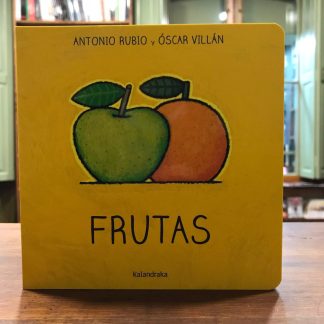 ANTONIO RUBIO y ÓSCAR VILLÁN
FRUTAS
kalandraka